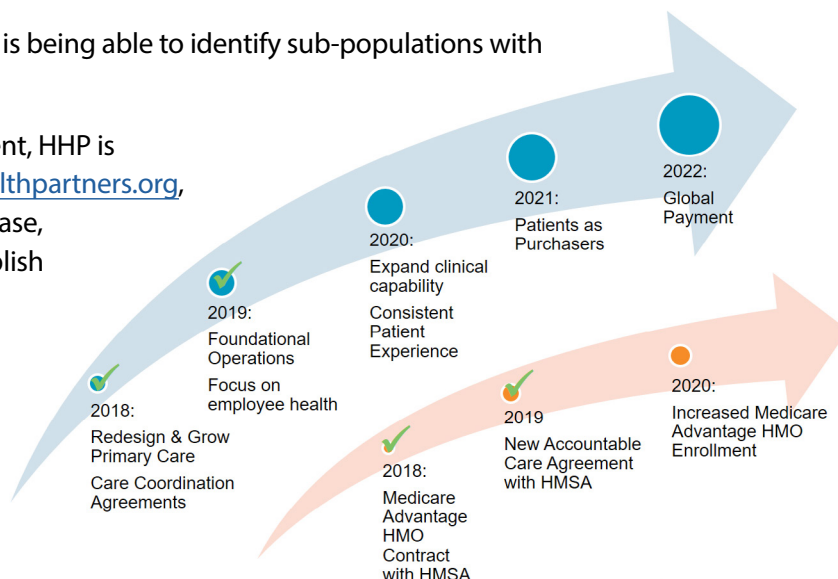 is being able to identify sub-populations with
ent, HHP is
lthpartners.org,
ase,
olish
2018:
Redesign & Grow
Primary Care
Care Coordination
Agreements
2019:
Foundational
Operations
Focus on
employee health
2020:
Expand clinical
capability
Consistent
Patient
Experience
2021:
Patients as
Purchasers
2022:
Global
Payment
2018:
Medicare
Advantage
HMO
Contract
with HMSA
2019
New Accountable
Care Agreement
with HMSA
2020:
Increased Medicare
Advantage HMO
Enrollment